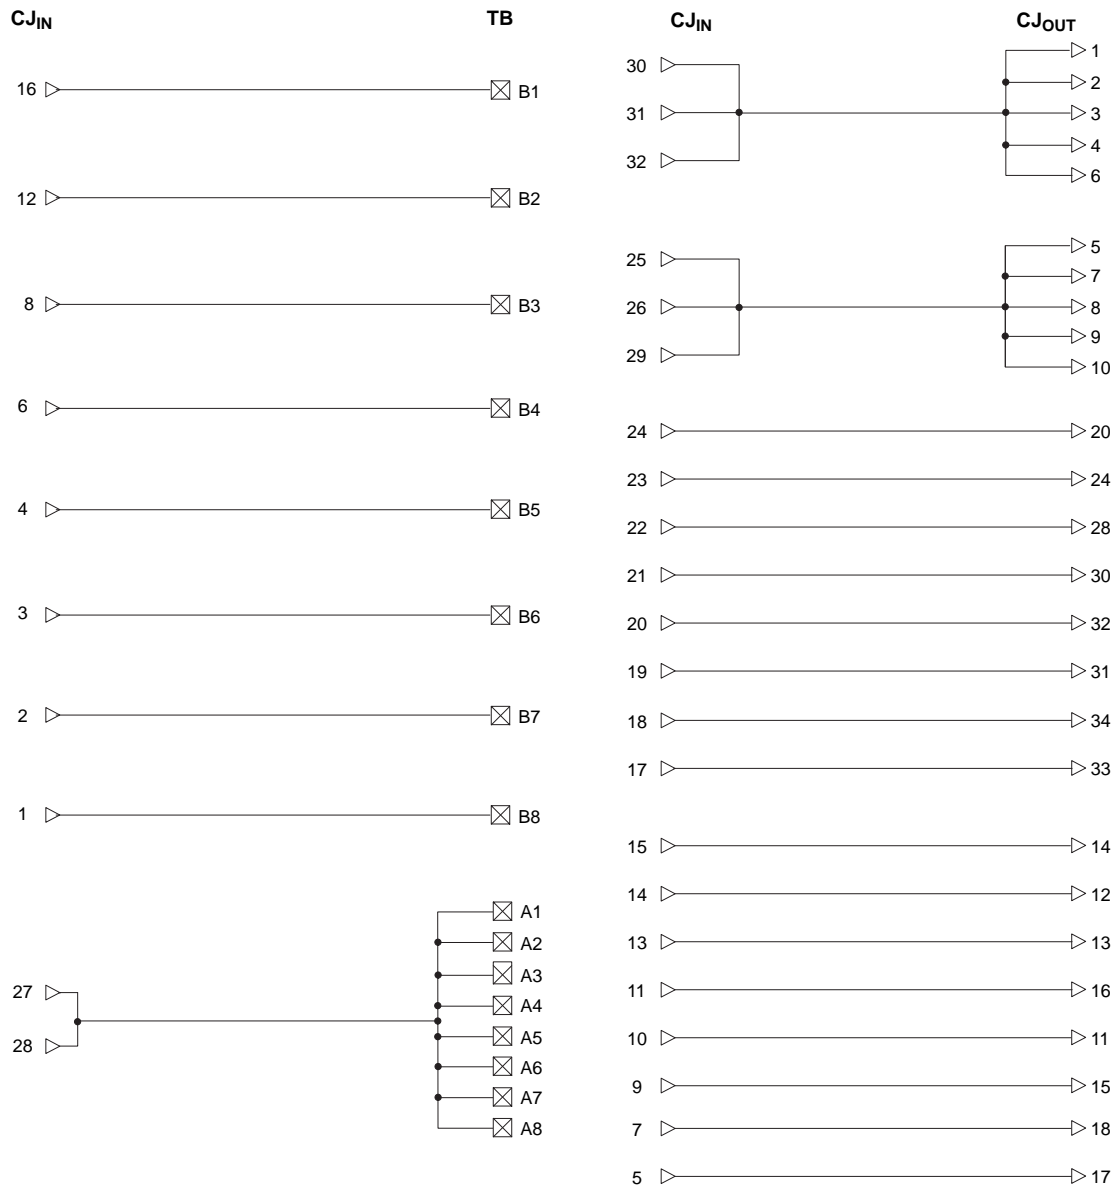 CJIN TB
16 B1
12 B2
8 B3
6 B4
4 B5
3 B6
2 B7
1 B8
A1
A2
A3
27 A4
28 A5
A6
A7
A8
CJIN CJOUT
1
30 2
31 3
32 4
6
5
25 7
26 8
29 9
10
24 20
23 24
22 28
21 30
20 32
19 31
18 34
17 33
15 14
14 12
13 13
11 16
10 11
9 15
7 18
5 17